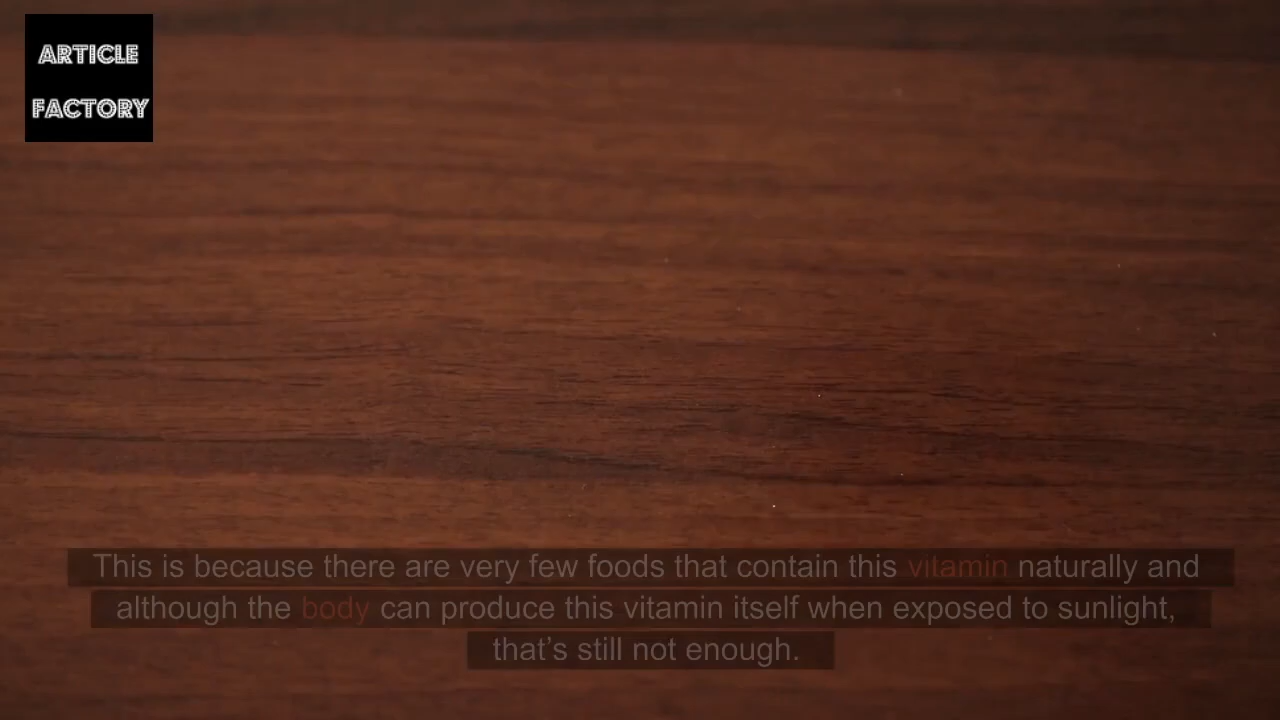 ARTICLE
FACTORY
This is because there are very few foods that contain this vitamin naturally and
although the body can produce this vitamin itself when exposed to sunlight,
that’s still not enough.